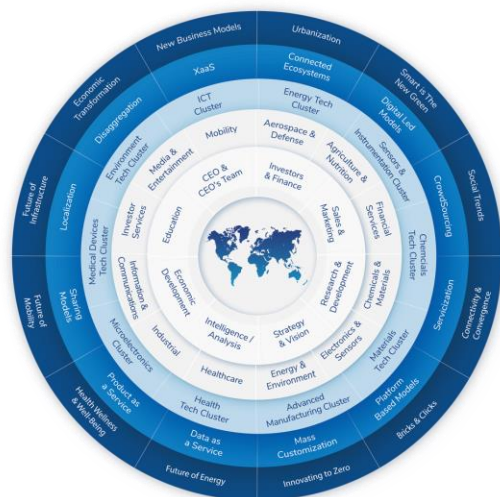 New Business Models
Urbanization
Smart is The
New Green
Social Trends
Connectivity &
Convergence
Bricks & Clicks
Innovating to Zero
Future of Energy
Health Wellness
& Well-Being
Future of
Mobility
Future of
Infrastructure
Economic
Transformation
XaaS
Connected
Ecosystems
Digital Led
Models
CrowdSourcing
Servictration
Platform
Based Models
Mass
Customization
Data as
a Service
Product as
a Service
Sharing
Models
Localization
Disaggregation
ICT
Cluster
Energy Tech
Cluster
Sensors &
Instrumentation Cluster
Chemcials
Tech Cluster
Materials
Tech Cluster
Advanced
Manufacturing Cluster
Health
Tech Cluster
Microelectronics
Cluster
Medical Devices
Tech Cluster
Environment
Tech Cluster
Mobility
Aerospace &
Defense
Agriculture &
Nutrition
Financial
Services
Chemicals &
Materials
Electronics &
Sensors
Energy &
Environment
Healthcare
Industrial
Information &
Communications
Investor
Services
Media &
Entertainment
CEO &
CEO's Team
Investors
& Finance
Sales &
Marketing
Research &
Development
Strategy
& Vision
Intelligence /
Analysis
Economic
Development
Education